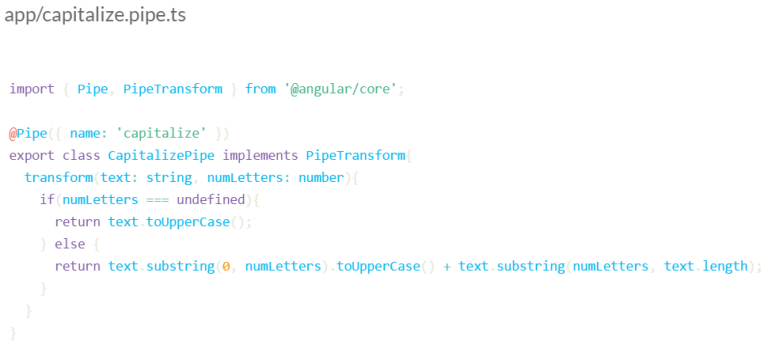 app/capitalize.pipe.ts
import { Pipe, PipeTransform } from '@angular/core';
@Pipe({ name: 'capitalize' })
export class CapitalizePipe implements PipeTransform{
  transform(text: string, numLetters: number){
    if(numLetters === undefined){
      return text.toUpperCase();
    } else {
      return text.substring(0, numLetters).toUpperCase() + text.substring(numLetters, text.length);
    }
  }
}